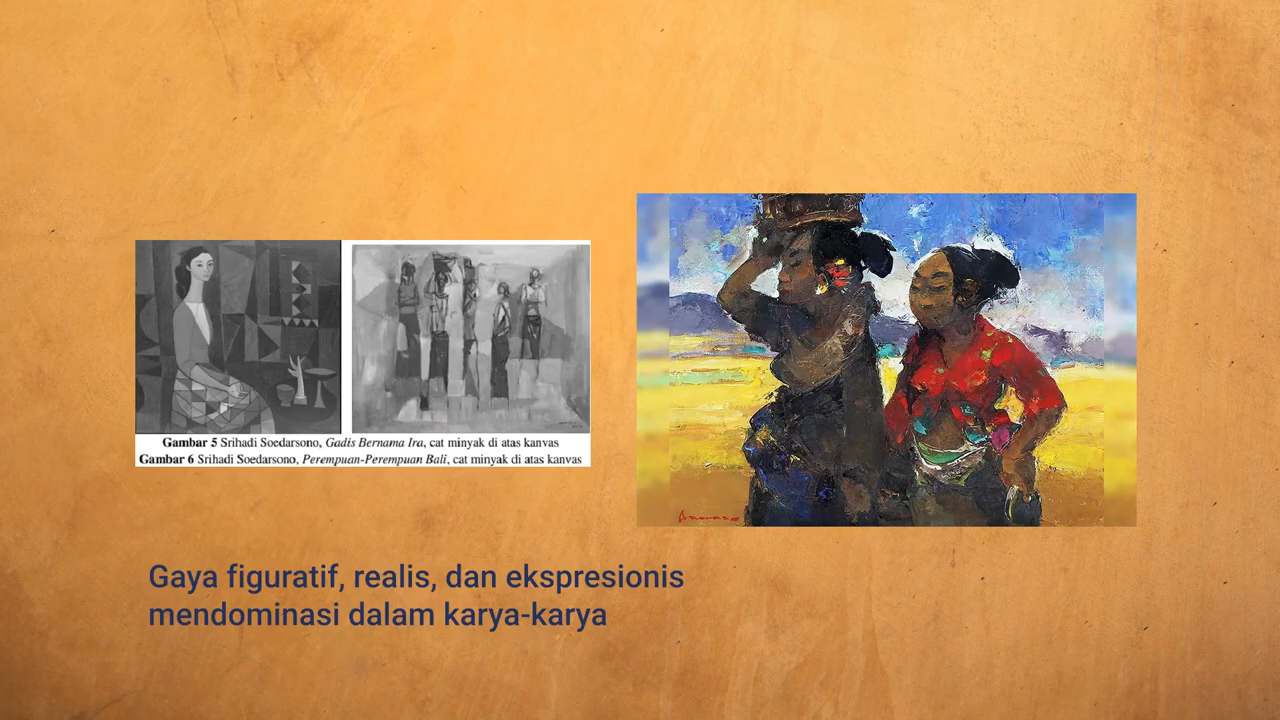 Gambar 5 Srihadi Soedarsono, Gadis Bernama Ira, cat minyak di atas kanvas
Gambar 6 Srihadi Soedarsono, Perempuan-Perempuan Bali, cat minyak di atas kanvas
Gaya figuratif, realis, dan ekspresionis
mendominasi dalam karya-karya